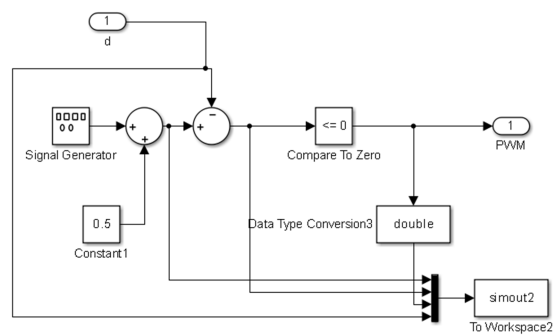 1
d
Signal Generator
+
+
−
+
<= 0
Compare To Zero
1
PWM
0.5
Constant1
Data Type Conversion3
double
simout2
To Workspace2